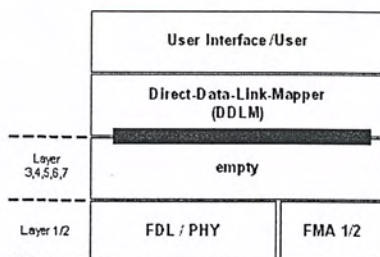 User Interface /User
Direct-Data-Link-Mapper
(DDLM)
Layer
3,4,5,6,7
empty
Layer 1/2
FDL / PHY
FMA 1/2